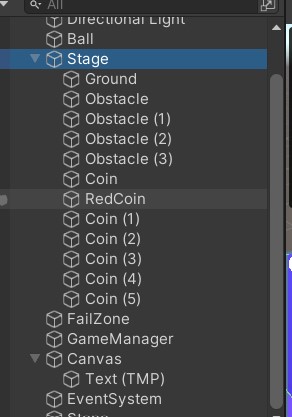 All
Directional Light
Ball
Stage
Ground
Obstacle
Obstacle (1)
Obstacle (2)
Obstacle (3)
Coin
RedCoin
Coin (1)
Coin (2)
Coin (3)
Coin (4)
Coin (5)
FailZone
GameManager
Canvas
Text (TMP)
EventSystem